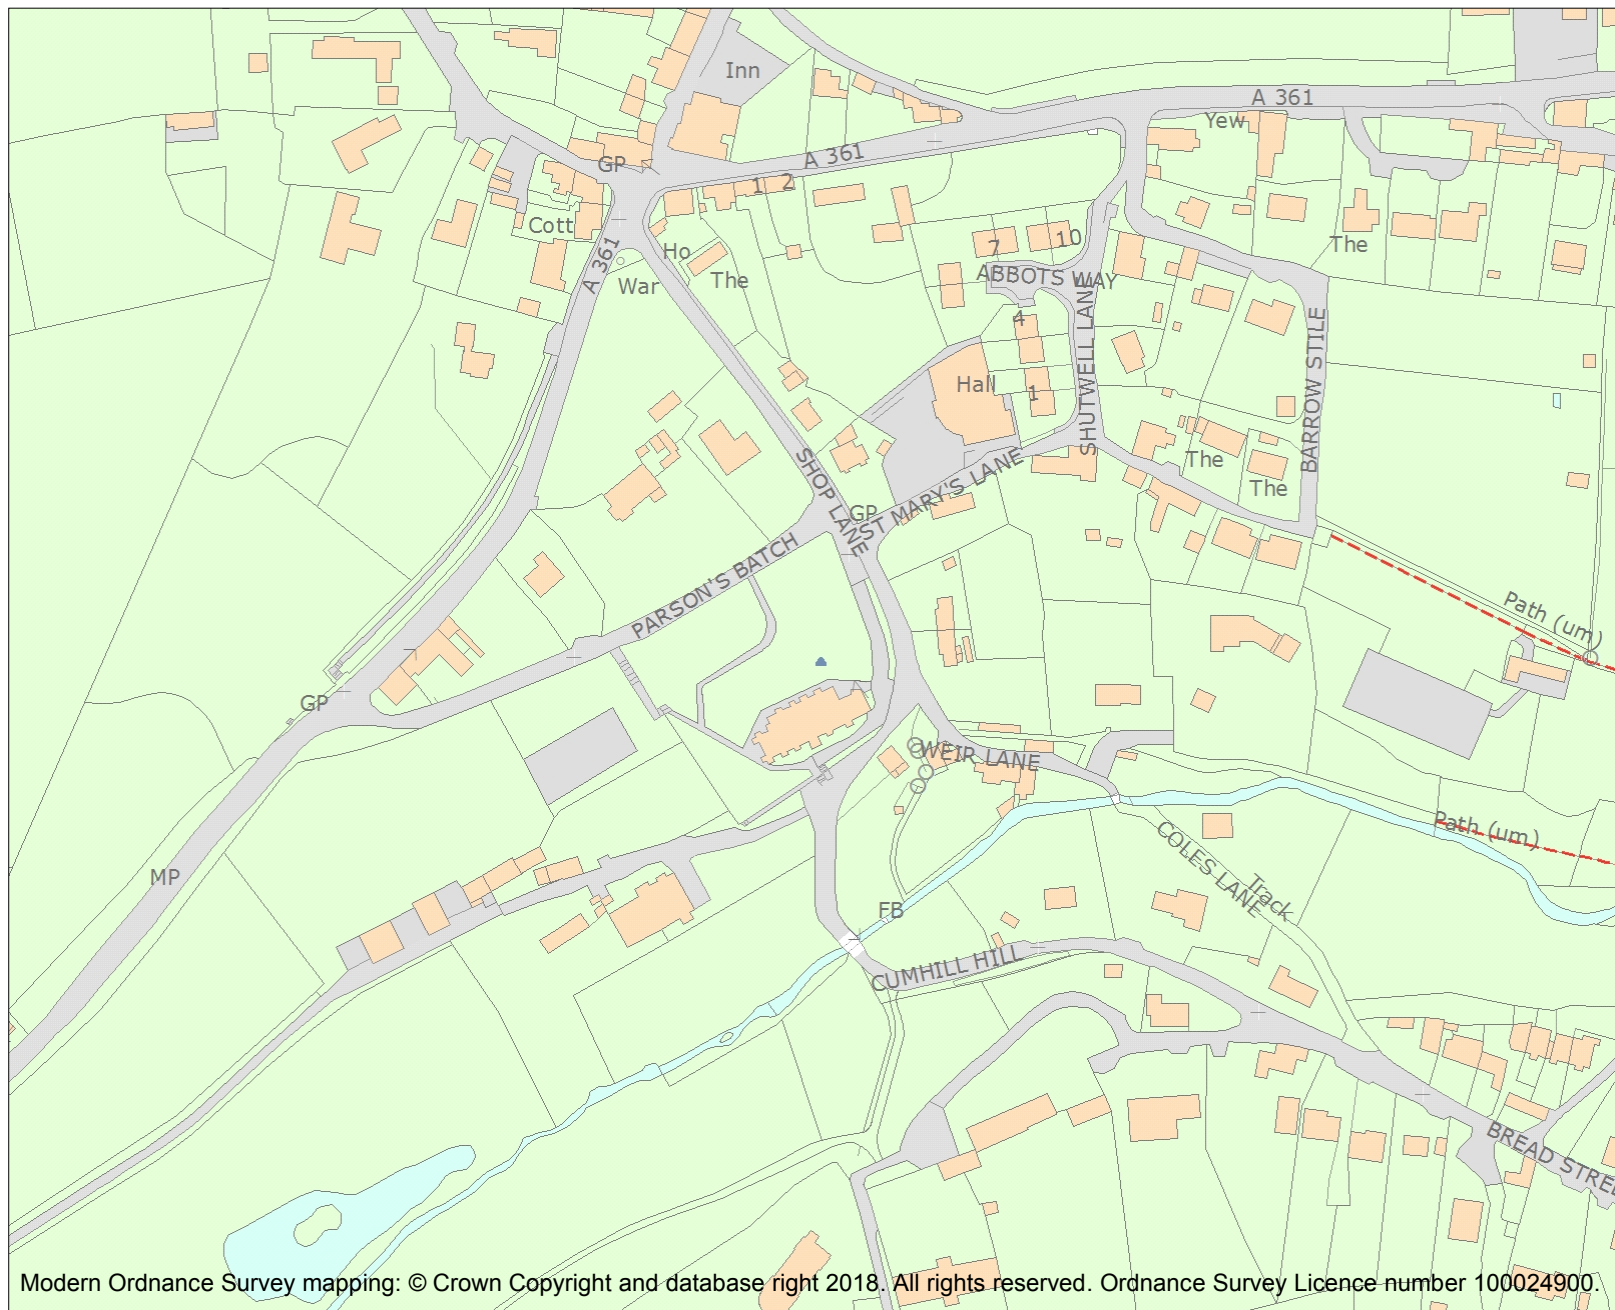 Inn
A 361
Yew
GP
A 361
1 2
Cott
A 361
Ho
The
War
7 10
The
ABBOTS WAY
4
SHUTWELL LANE
BARROW STILE
Hall
1
SHOP LANE
The
The
GP
ST MARY'S LANE
PARSON'S BATCH
Path (um)
GP
WEIR LANE
COLES LANE
Path (um)
MP
Track
FB
CUMHILL HILL
BREAD STREE
Modern Ordnance Survey mapping: © Crown Copyright and database right 2018. All rights reserved. Ordnance Survey Licence number 100024900.